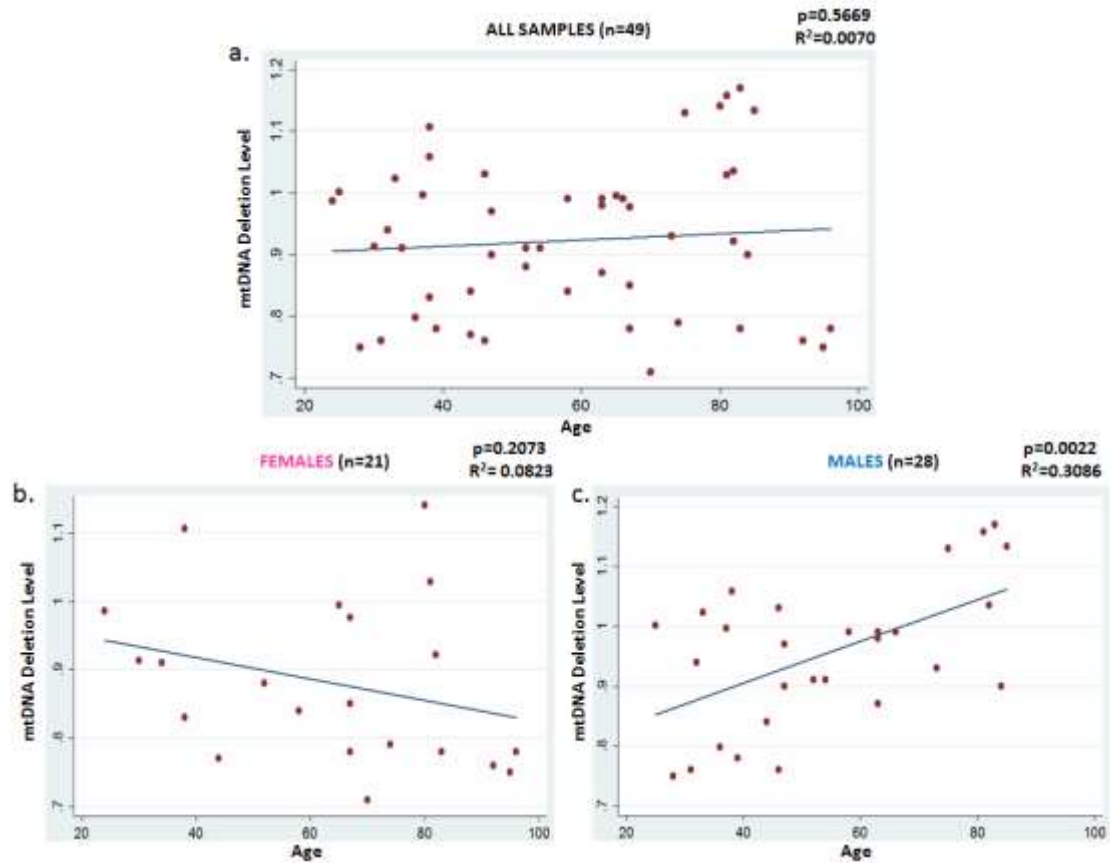 ALL SAMPLES (n=49)
p=0.5669
R²=0.0070
a.
mtDNA Deletion Level
1.2
1.1
1
.9
.8
.7
20 40 60 80 100
Age
FEMALES (n=21)
p=0.2073
R²= 0.0823
b.
mtDNA Deletion Level
1.1
1
.9
.8
.7
20 40 60 80 100
Age
MALES (n=28)
p=0.0022
R²=0.3086
c.
mtDNA Deletion Level
1.2
1.1
1
.9
.8
.7
20 40 60 80 100
Age